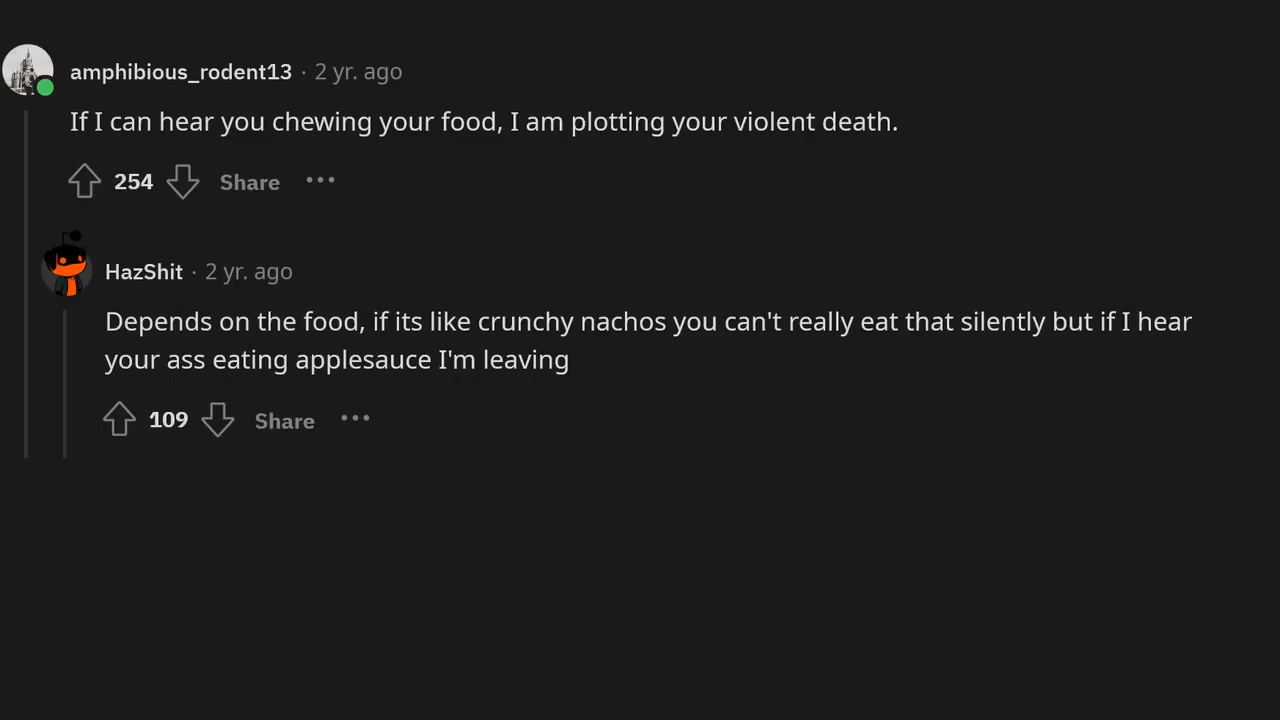 amphibious_rodent13 · 2 yr. ago
If I can hear you chewing your food, I am plotting your violent death.
254 Share ···
HazShit · 2 yr. ago
Depends on the food, if its like crunchy nachos you can't really eat that silently but if I hear
your ass eating applesauce I'm leaving
109 Share ···